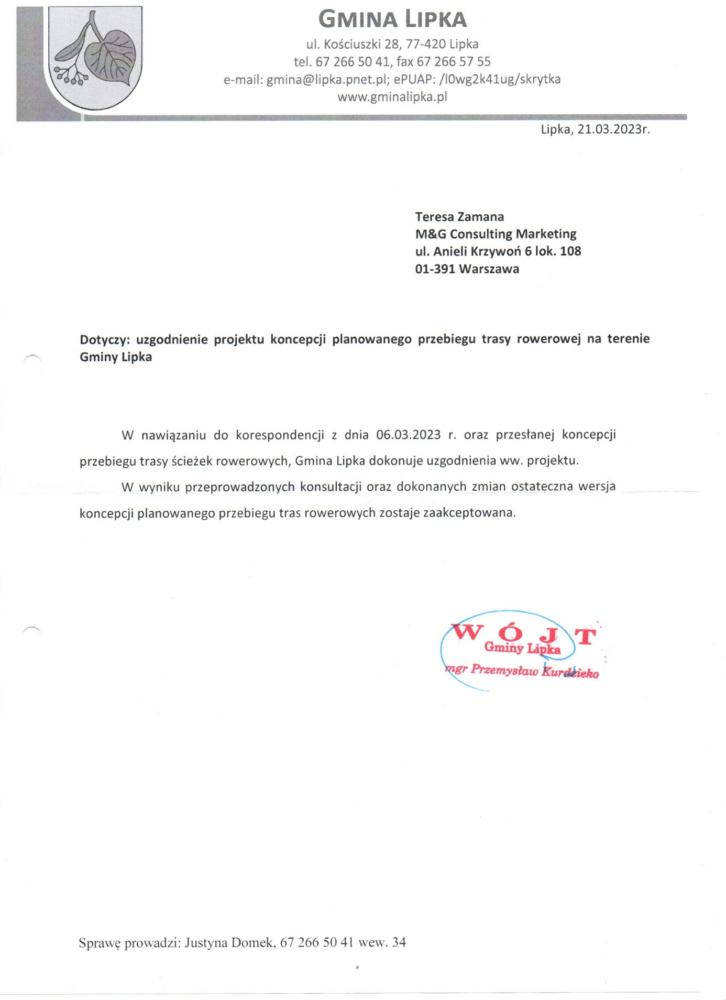 GMINA LIPKA
ul. Kościuszki 28, 77-420 Lipka
tel. 67 266 50 41, fax 67 266 57 55
e-mail: gmina@lipka.pnet.pl; ePUAP: /l0wg2k41ug/skrytka
www.gminalipka.pl
Lipka, 21.03.2023r.
Teresa Zamana
M&G Consulting Marketing
ul. Anieli Krzywoń 6 lok. 108
01-391 Warszawa
Dotyczy: uzgodnienie projektu koncepcji planowanego przebiegu trasy rowerowej na terenie
Gminy Lipka
W nawiązaniu do korespondencji z dnia 06.03.2023 r. oraz przesłanej koncepcji
przebiegu trasy ścieżek rowerowych, Gmina Lipka dokonuje uzgodnienia ww. projektu.
W wyniku przeprowadzonych konsultacji oraz dokonanych zmian ostateczna wersja
koncepcji planowanego przebiegu tras rowerowych zostaje zaakceptowana.
WÓJT
Gminy Lipka
mgr Przemysław Kurdzieko
Sprawę prowadzi: Justyna Domek, 67 266 50 41 wew. 34